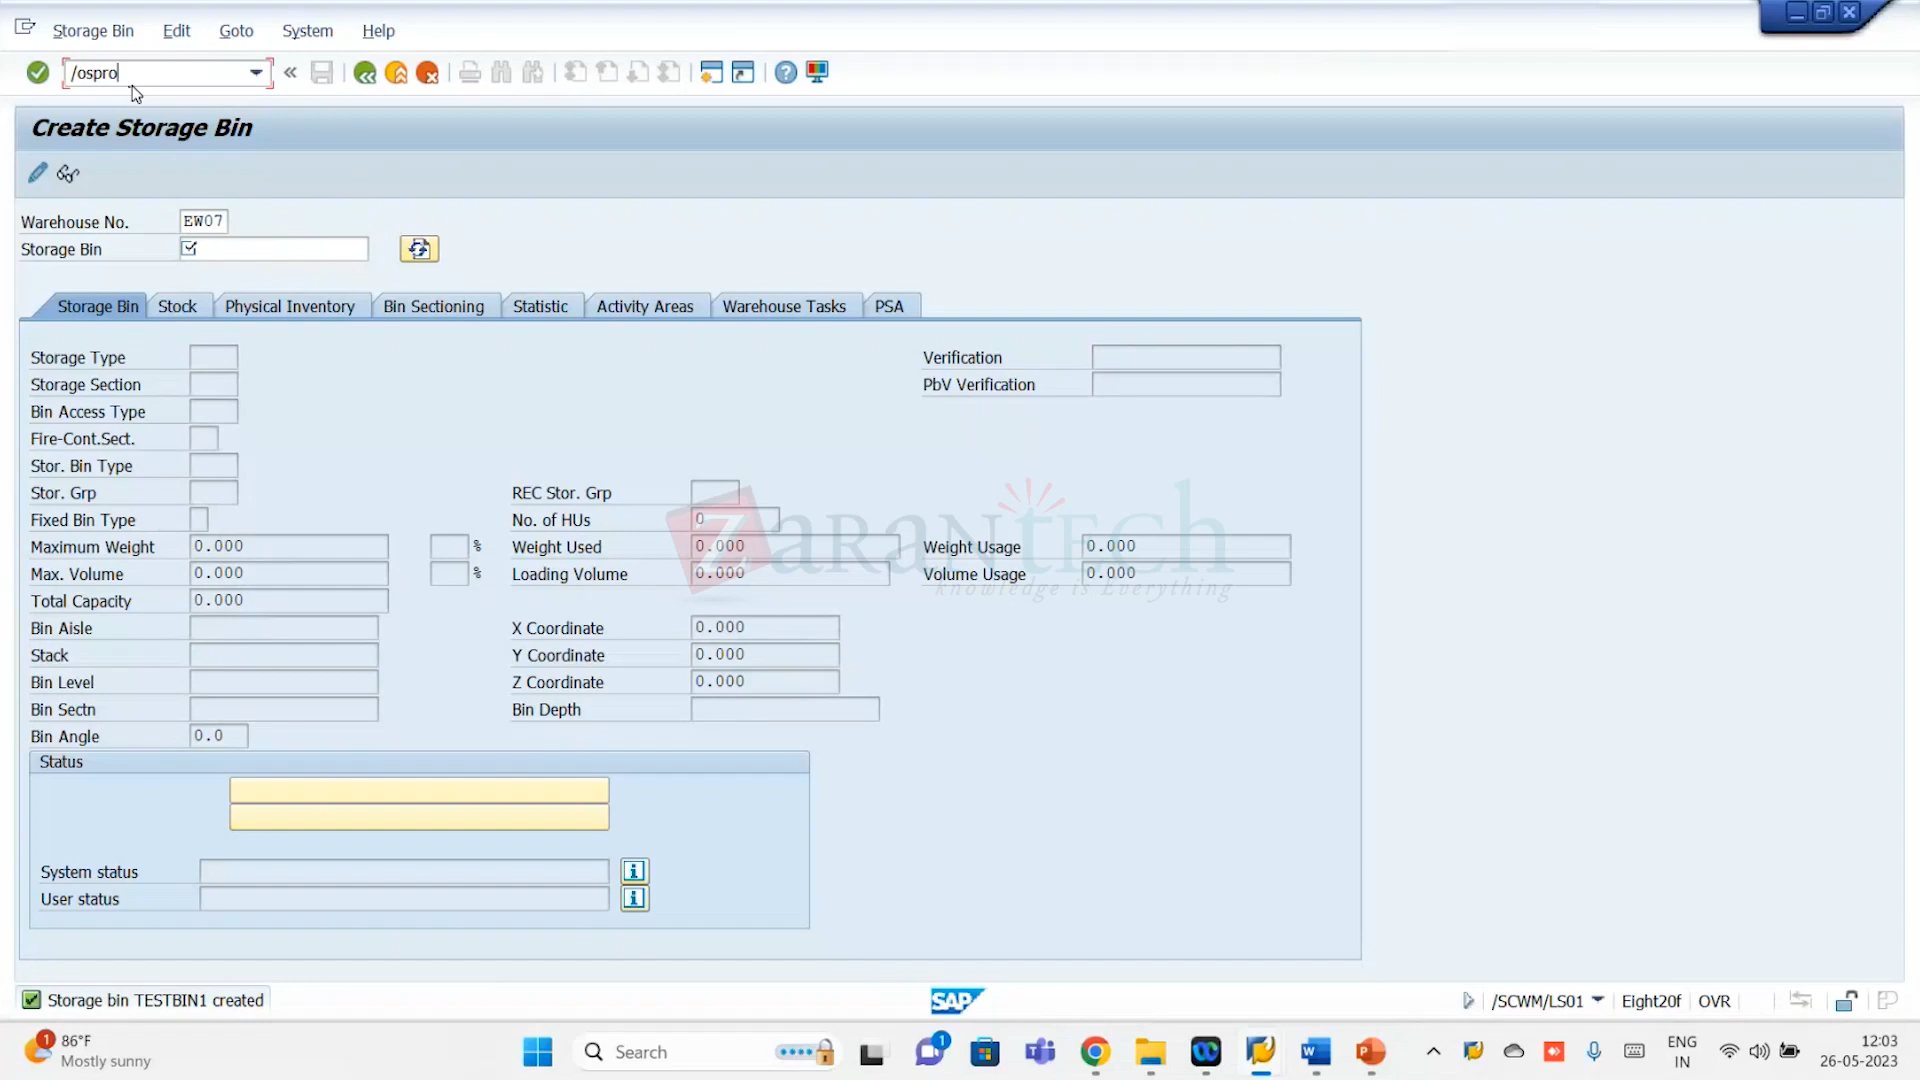 Storage Bin Edit Goto System Help
/ospro
Create Storage Bin
Warehouse No. EW07
Storage Bin
Storage Bin Stock Physical Inventory Bin Sectioning Statistic Activity Areas Warehouse Tasks PSA
Storage Type Verification
Storage Section PbV Verification
Bin Access Type
Fire-Cont.Sect.
Stor. Bin Type
Stor. Grp REC Stor. Grp
Fixed Bin Type No. of HUs 0
Maximum Weight 0.000 % Weight Used 0.000 Weight Usage 0.000
Max. Volume 0.000 % Loading Volume 0.000 Volume Usage 0.000
Total Capacity 0.000
Bin Aisle X Coordinate 0.000
Stack Y Coordinate 0.000
Bin Level Z Coordinate 0.000
Bin Sectn Bin Depth
Bin Angle 0.0
Status
System status
User status
ZaranTech
knowledge is Everything
Storage bin TESTBIN1 created SAP /SCWM/LS01 Eight20f OVR
1 86°F
Mostly sunny
Search
1
ENG
IN
12:03
26-05-2023